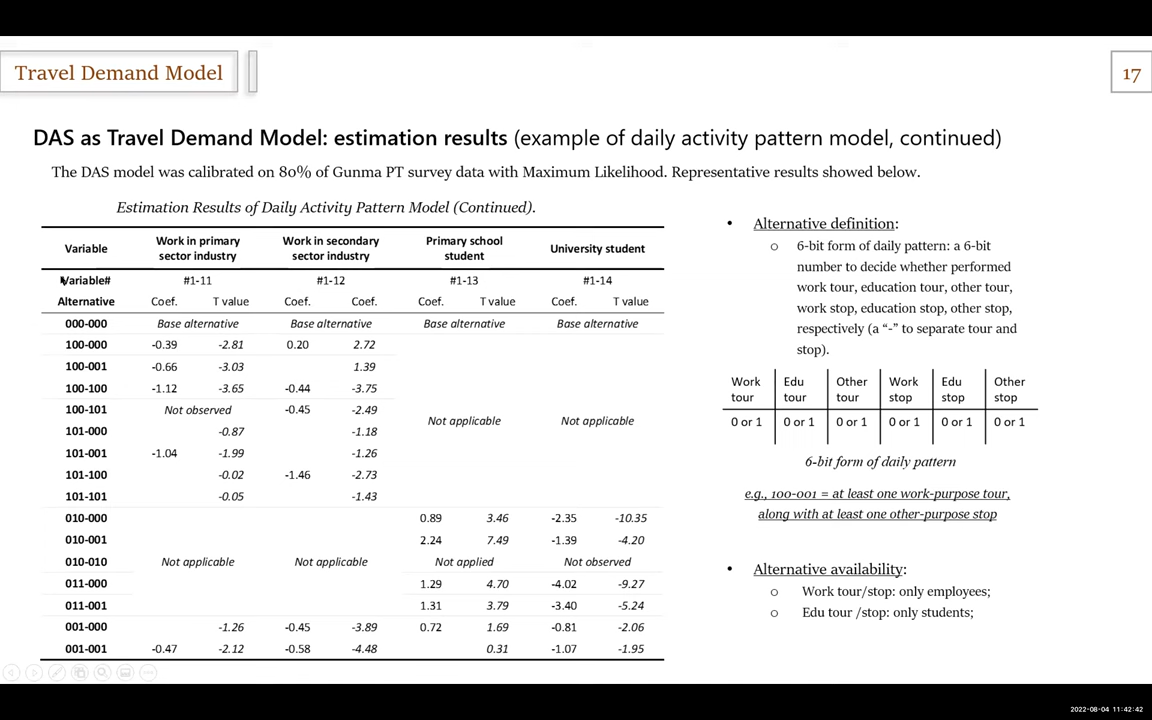 Travel Demand Model
17
DAS as Travel Demand Model: estimation results (example of daily activity pattern model, continued)
The DAS model was calibrated on 80% of Gunma PT survey data with Maximum Likelihood. Representative results showed below.
Estimation Results of Daily Activity Pattern Model (Continued).
Variable | Work in primary sector industry | Work in secondary sector industry | Primary school student | University student
Variable# #1-11 #1-12 #1-13 #1-14
Alternative Coef. T value Coef. Coef. Coef. T value Coef. T value
000-000 Base alternative Base alternative Base alternative Base alternative
100-000 -0.39 -2.81 0.20 2.72
100-001 -0.66 -3.03 1.39
100-100 -1.12 -3.65 -0.44 -3.75
100-101 Not observed -0.45 -2.49
Not applicable Not applicable
101-000 -0.87 -1.18
101-001 -1.04 -1.99 -1.26
101-100 -0.02 -1.46 -2.73
101-101 -0.05 -1.43
010-000 0.89 3.46 -2.35 -10.35
010-001 2.24 7.49 -1.39 -4.20
010-010 Not applicable Not applicable Not applied Not observed
011-000 1.29 4.70 -4.02 -9.27
011-001 1.31 3.79 -3.40 -5.24
001-000 -1.26 -0.45 -3.89 0.72 1.69 -0.81 -2.06
001-001 -0.47 -2.12 -0.58 -4.48 0.31 -1.07 -1.95
• Alternative definition:
o 6-bit form of daily pattern: a 6-bit
number to decide whether performed
work tour, education tour, other tour,
work stop, education stop, other stop,
respectively (a “-” to separate tour and
stop).
Work Edu Other Work Edu Other
tour tour tour stop stop stop
0 or 1 0 or 1 0 or 1 0 or 1 0 or 1 0 or 1
6-bit form of daily pattern
e.g., 100-001 = at least one work-purpose tour,
along with at least one other-purpose stop
• Alternative availability:
o Work tour/stop: only employees;
o Edu tour /stop: only students;
2022-08-04 11:42:42